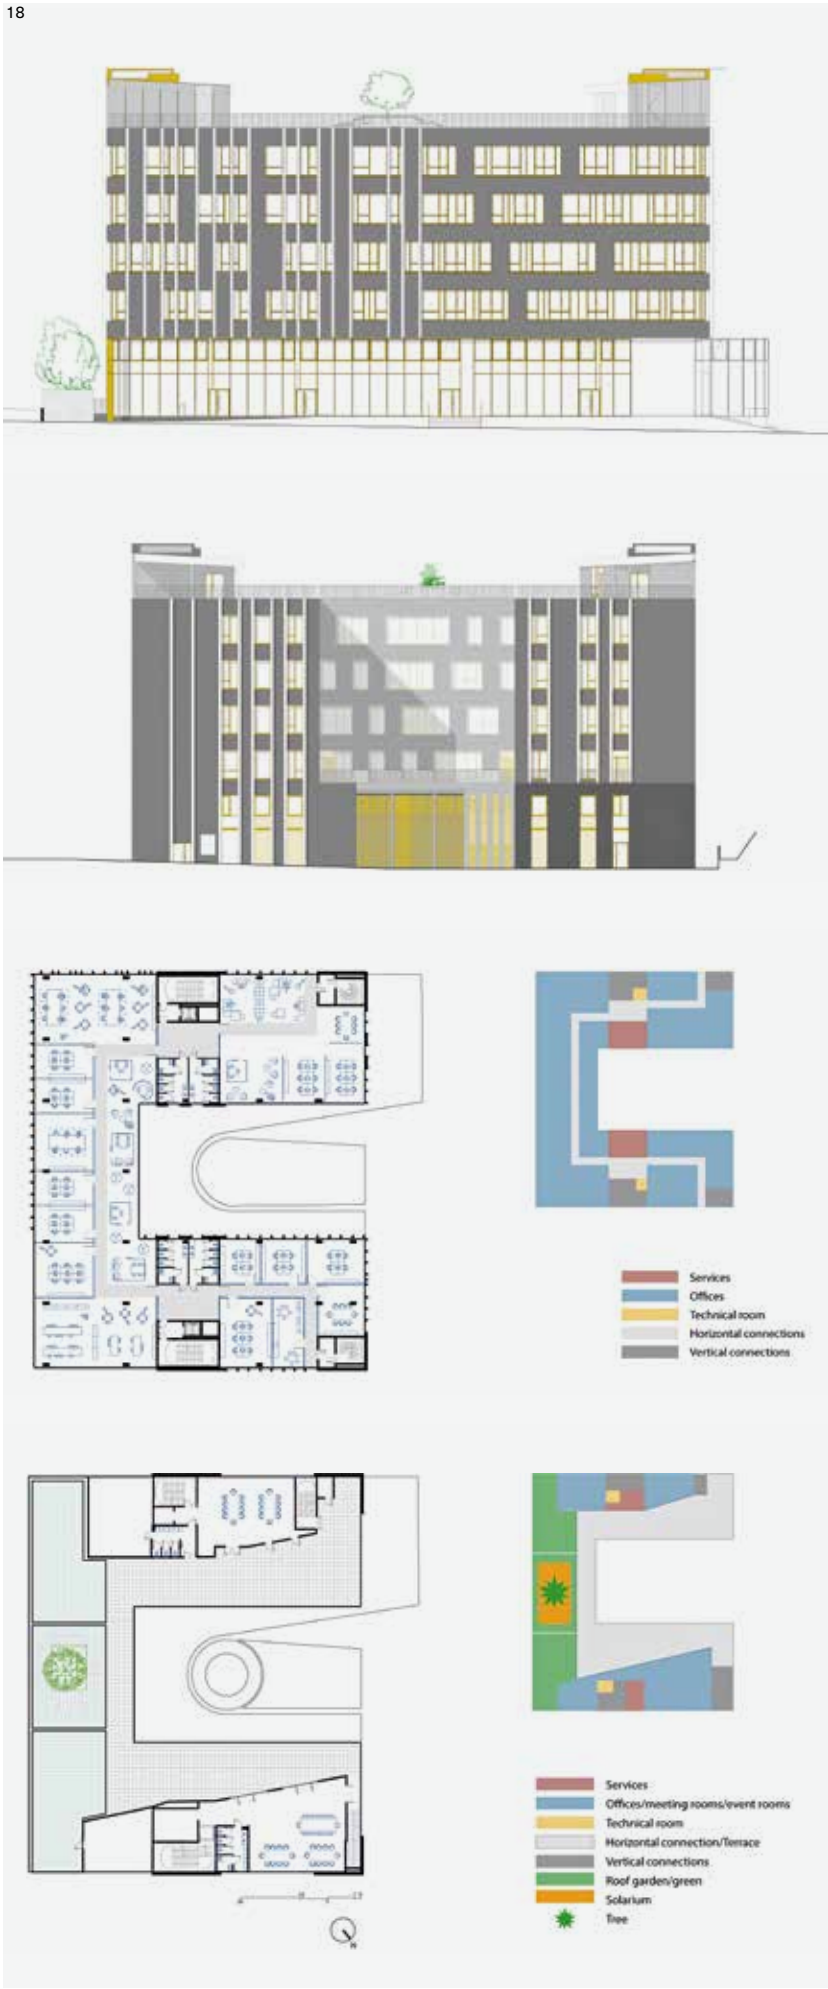 18
Services
Offices
Technical room
Horizontal connections
Vertical connections
Services
Offices/meeting rooms/event rooms
Technical room
Horizontal connection/Terrace
Vertical connections
Roof garden/green
Solarium
Tree
N